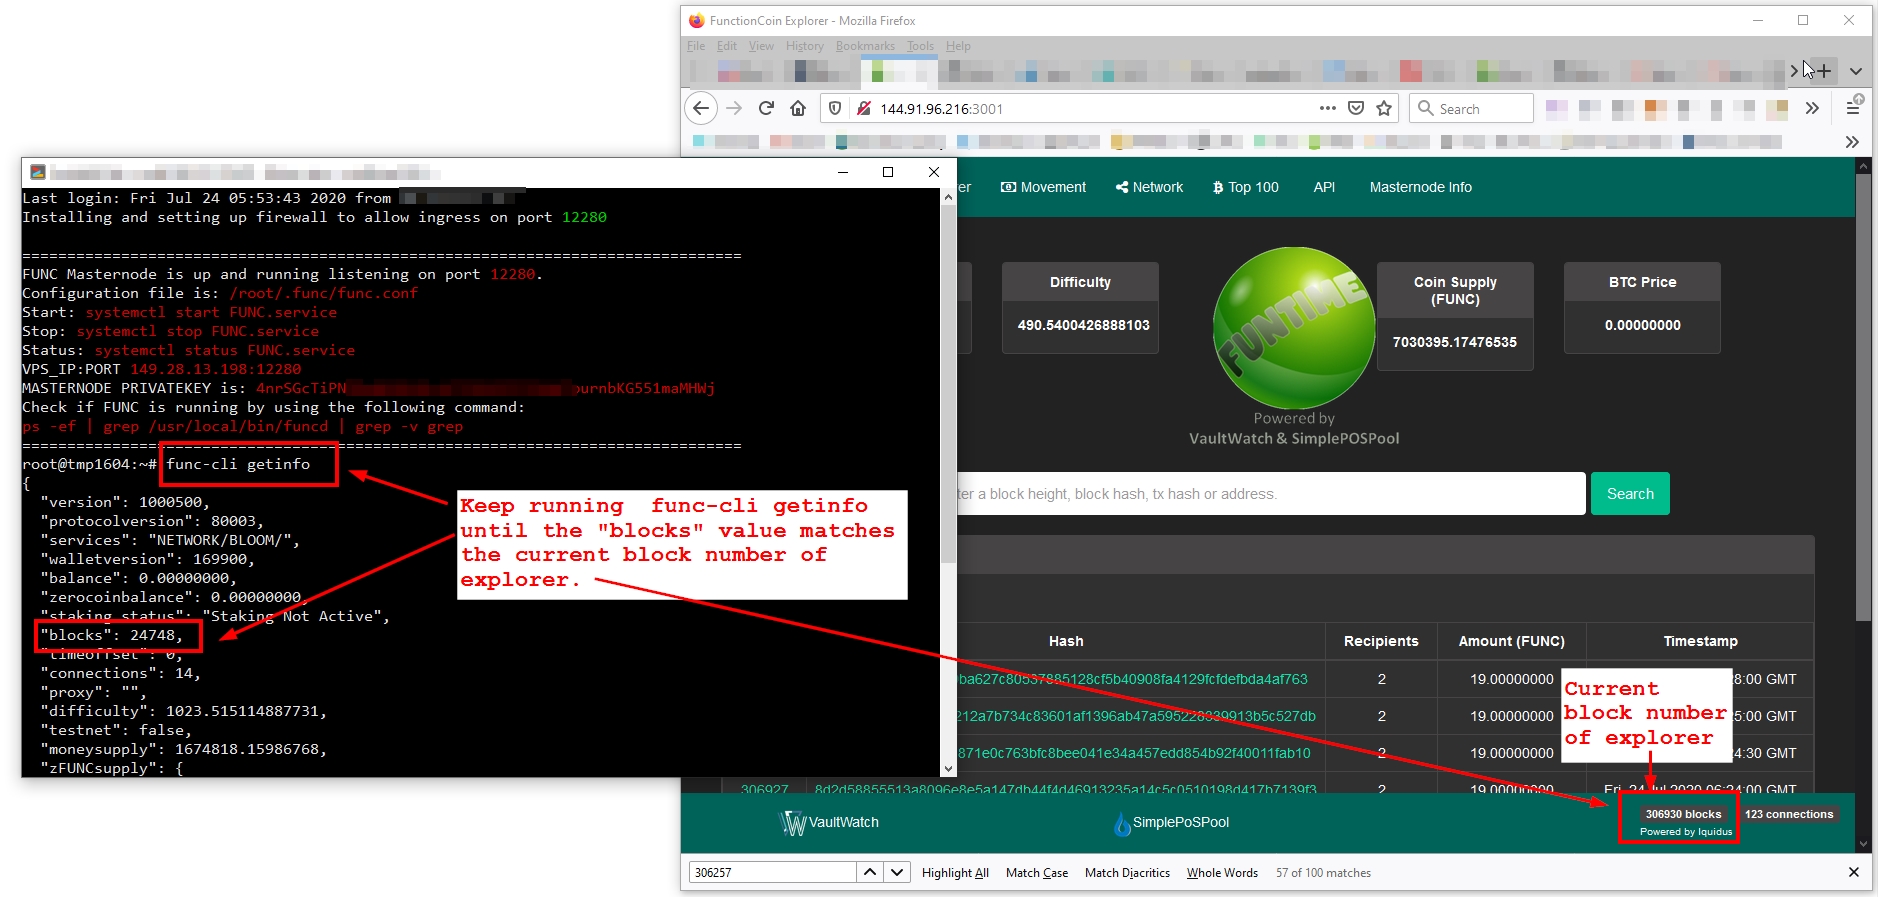 FunctionCoin Explorer - Mozilla Firefox
File Edit View History Bookmarks Tools Help
144.91.96.216:3001
Search
Movement Network Top 100 API Masternode Info
Difficulty
490.5400426888103
FUNTIME
Powered by
VaultWatch & SimplePOSPool
Coin Supply
(FUNC)
7030395.17476535
BTC Price
0.00000000
a block height, block hash, tx hash or address.
Search
Hash Recipients Amount (FUNC) Timestamp
ba627c80537885128cf5b40908fa4129fcfdefbda4af763 2 19.00000000 GMT
212a7b734c83601af1396ab47a595228339913b5c527db 2 19.00000000 GMT
871e0c763bfc8bee041e34a457edd854b92f40011fab10 2 19.00000000 GMT
306927 8d2d58855513a8096e8e5a147db44f4d46913235a14c5c0510198d417b7139f3 2 19.00000000 Fri, 24 Jul 2020 06:24:00 GMT
VaultWatch
SimplePoSPool
306930 blocks 123 connections
Powered by Iquidus
306257 Highlight All Match Case Match Diacritics Whole Words 57 of 100 matches
Last login: Fri Jul 24 05:53:43 2020 from
Installing and setting up firewall to allow ingress on port 12280
================================================================================
FUNC Masternode is up and running listening on port 12280.
Configuration file is: /root/.func/func.conf
Start: systemctl start FUNC.service
Stop: systemctl stop FUNC.service
Status: systemctl status FUNC.service
VPS_IP:PORT 149.28.13.198:12280
MASTERNODE PRIVATEKEY is: 4nrSGcTiPN urnbKG551maMHWj
Check if FUNC is running by using the following command:
ps -ef | grep /usr/local/bin/funcd | grep -v grep
================================================================================
root@tmp1604:~# func-cli getinfo
{
"version": 1000500,
"protocolversion": 80003,
"services": "NETWORK/BLOOM/",
"walletversion": 169900,
"balance": 0.00000000,
"zerocoinbalance": 0.00000000,
"staking status": "Staking Not Active",
"blocks": 24748,
"timeoffset": 0,
"connections": 14,
"proxy": "",
"difficulty": 1023.515114887731,
"testnet": false,
"moneysupply": 1674818.15986768,
"zFUNCsupply": {
Keep running func-cli getinfo
until the "blocks" value matches
the current block number of
explorer.
Current
block number
of explorer